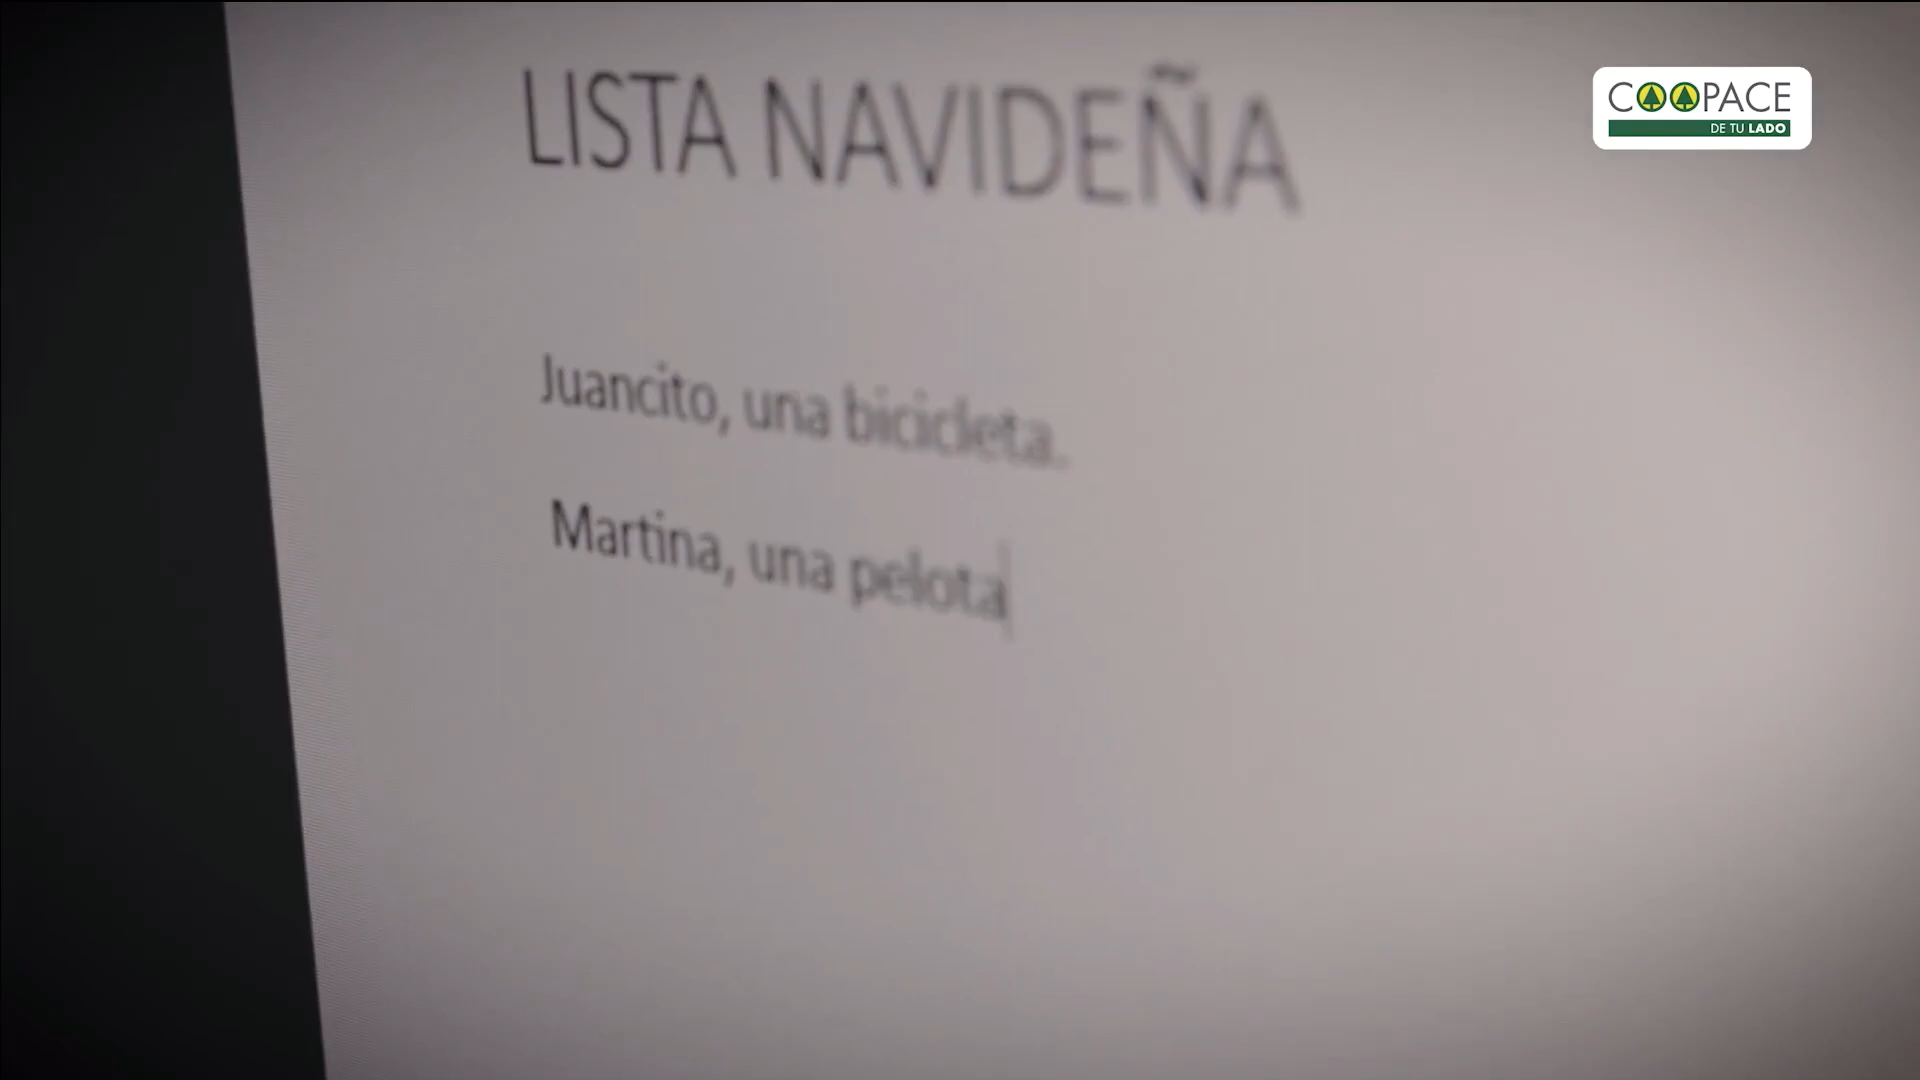 LISTA NAVIDEÑA
COOPACE
DE TU LADO
Juancito, una bicicleta.
Martina, una pelota